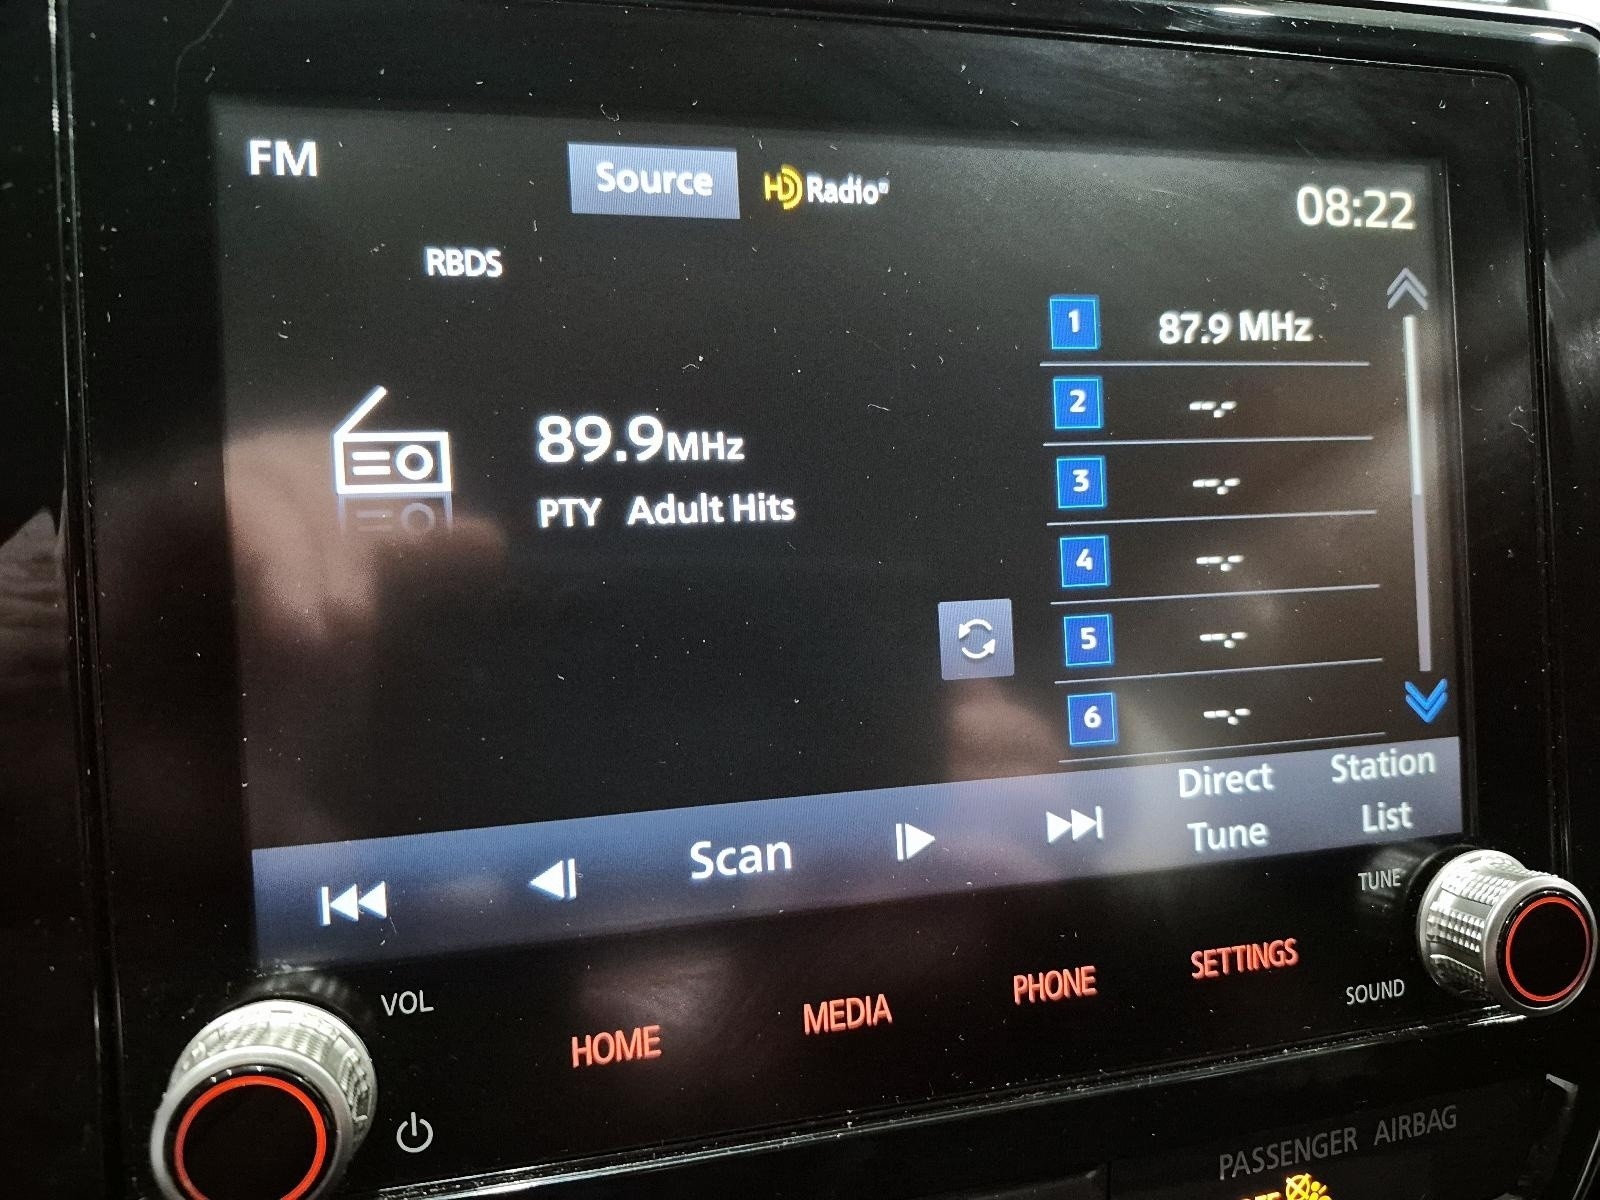 FM
Source
HD Radio
08:22
RBDS
1 87.9 MHz
2 --.-
3 --.-
4 --.-
5 --.-
6 --.-
89.9MHz
PTY Adult Hits
Scan
Direct Tune
Station List
VOL
HOME
MEDIA
PHONE
SETTINGS
TUNE
SOUND
PASSENGER AIRBAG